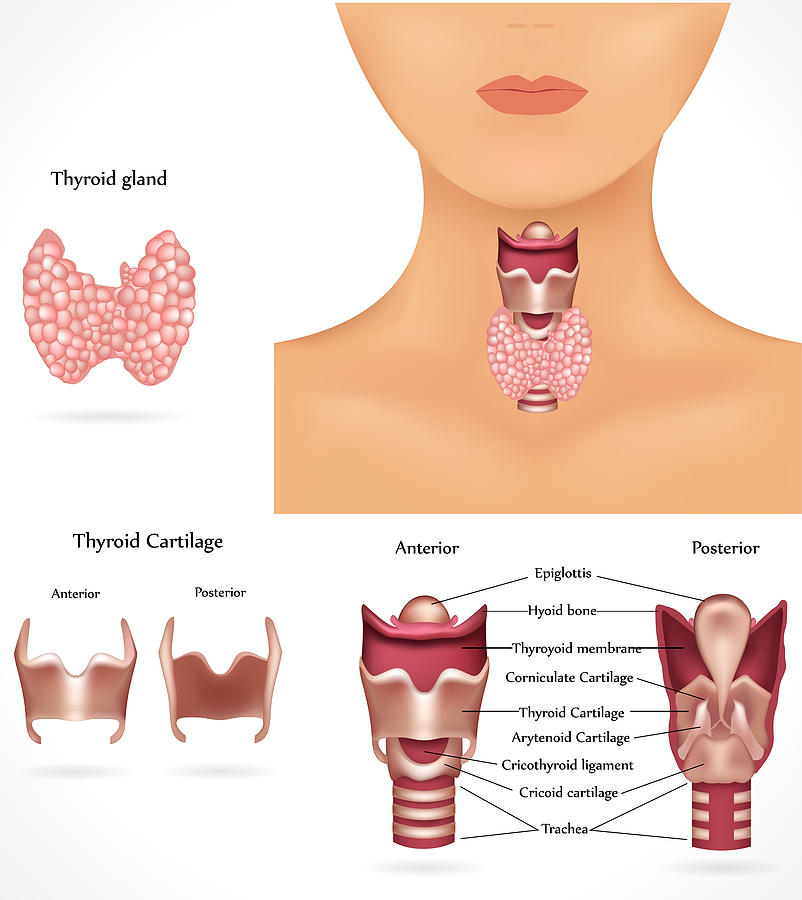 Thyroid gland
Thyroid Cartilage
Anterior
Posterior
Anterior
Posterior
Epiglottis
Hyoid bone
Thyroyoid membrane
Corniculate Cartilage
Thyroid Cartilage
Arytenoid Cartilage
Cricothyroid ligament
Cricoid cartilage
Trachea